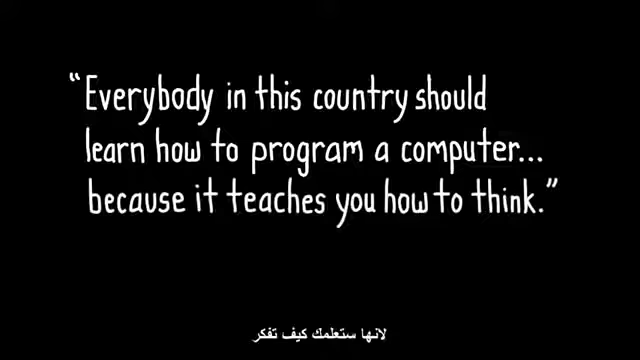 “Everybody in this country should
learn how to program a computer...
because it teaches you how to think.”
لانها ستعلمك كيف تفكر